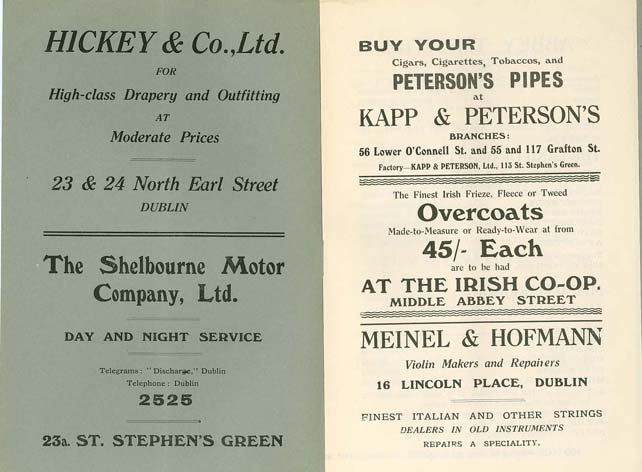 HICKEY & Co., Ltd.
FOR
High-class Drapery and Outfitting
AT
Moderate Prices
23 & 24 North Earl Street
DUBLIN
The Shelbourne Motor
Company, Ltd.
DAY AND NIGHT SERVICE
Telegrams: "Discharge," Dublin
Telephone: Dublin
2525
23a. ST. STEPHEN'S GREEN
BUY YOUR
Cigars, Cigarettes, Tobaccos, and
PETERSON'S PIPES
at
KAPP & PETERSON'S
BRANCHES:
56 Lower O'Connell St. and 55 and 117 Grafton St.
Factory—KAPP & PETERSON, Ltd., 113 St. Stephen's Green.
The Finest Irish Frieze, Fleece or Tweed
Overcoats
Made-to-Measure or Ready-to-Wear at from
45/- Each
are to be had
AT THE IRISH CO-OP.
MIDDLE ABBEY STREET
MEINEL & HOFMANN
Violin Makers and Repairers
16 LINCOLN PLACE, DUBLIN
FINEST ITALIAN AND OTHER STRINGS
DEALERS IN OLD INSTRUMENTS
REPAIRS A SPECIALITY.